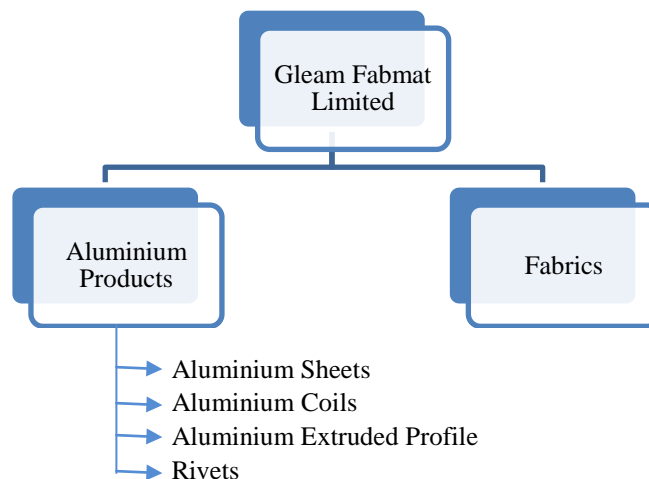 Gleam Fabmat
Limited
Aluminium
Products
Fabrics
Aluminium Sheets
Aluminium Coils
Aluminium Extruded Profile
Rivets